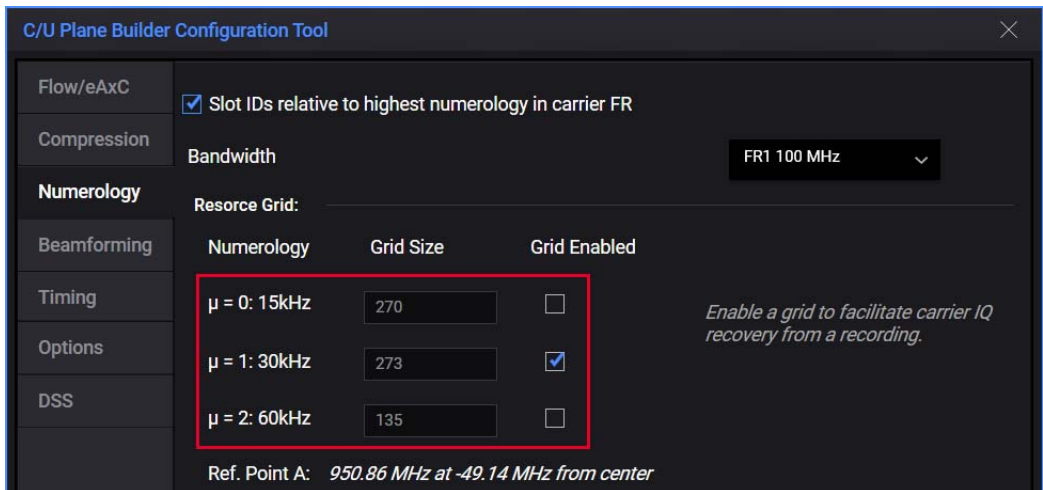 C/U Plane Builder Configuration Tool
Flow/eAxC
Slot IDs relative to highest numerology in carrier FR
Compression
Bandwidth
FR1 100 MHz
Numerology
Resorce Grid:
Beamforming
Numerology
Grid Size
Grid Enabled
Timing
μ = 0: 15kHz
270
Enable a grid to facilitate carrier IQ
recovery from a recording.
Options
μ = 1: 30kHz
273
DSS
μ = 2: 60kHz
135
Ref. Point A: 950.86 MHz at -49.14 MHz from center